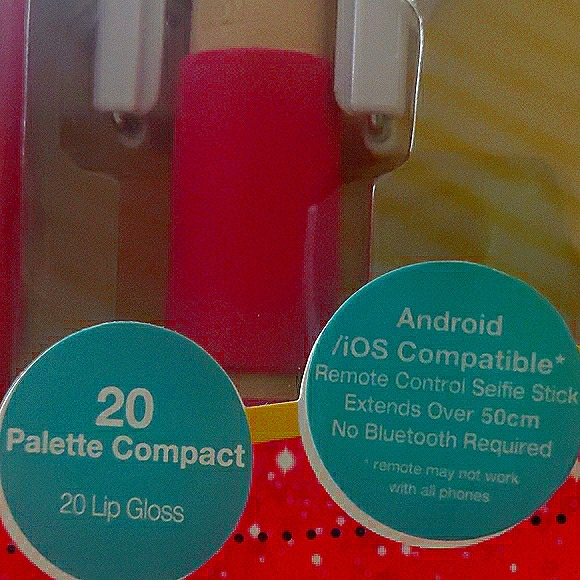 20
Palette Compact
20 Lip Gloss
Android
/iOS Compatible*
Remote Control Selfie Stick
Extends Over 50cm
No Bluetooth Required
* remote may not work
with all phones